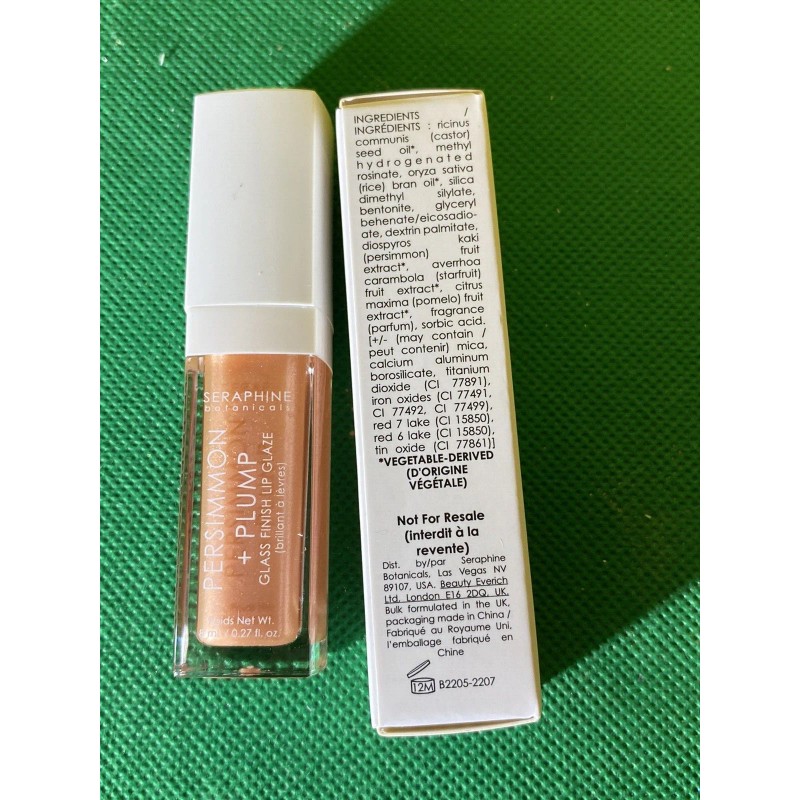 SERAPHINE
botanicals
PERSIMMON
+ PLUMP
GLASS FINISH LIP GLAZE
(brillant à lèvres)
Net Wt.
/ 0.27 fl. oz.
INGREDIENTS /
INGRÉDIENTS : ricinus
communis (castor)
seed oil*, methyl
hydrogenated
rosinate, oryza sativa
(rice) bran oil*, silica
dimethyl silylate,
bentonite, glyceryl
behenate/eicosadio-
ate, dextrin palmitate,
diospyros kaki
(persimmon) fruit
extract*, averrhoa
carambola (starfruit)
fruit extract*, citrus
maxima (pomelo) fruit
extract*, fragrance
(parfum), sorbic acid.
[+/- (may contain /
peut contenir) mica,
calcium aluminum
borosilicate, titanium
dioxide (CI 77891),
iron oxides (CI 77491,
CI 77492, CI 77499),
red 7 lake (CI 15850),
red 6 lake (CI 15850),
tin oxide (CI 77861)]
*VEGETABLE-DERIVED
(D'ORIGINE
VÉGÉTALE)
Not For Resale
(interdit à la
revente)
Dist. by/par Seraphine
Botanicals, Las Vegas NV
89107, USA. Beauty Everich
Ltd, London E16 2DQ, UK.
Bulk formulated in the UK,
packaging made in China /
Fabriqué au Royaume Uni,
l'emballage fabriqué en
Chine
12M B2205-2207